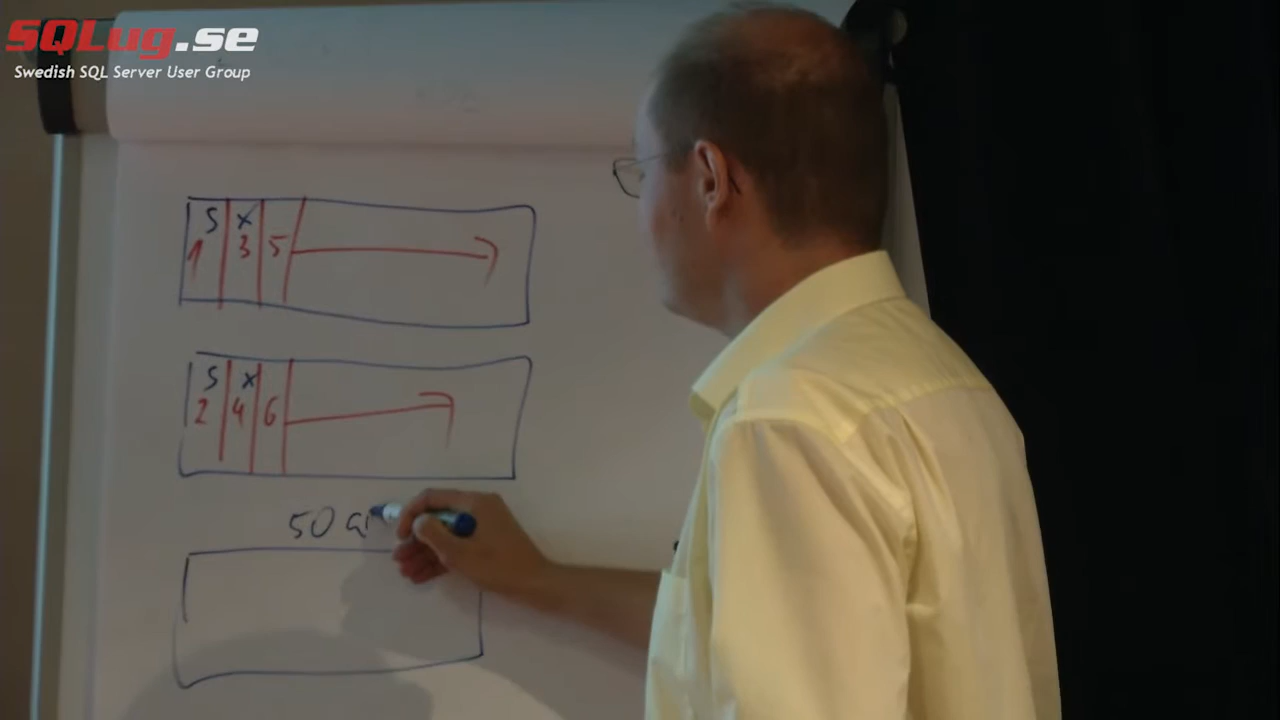 SQLug.se
Swedish SQL Server User Group
S X
1 3 5
S X
2 4 6
50